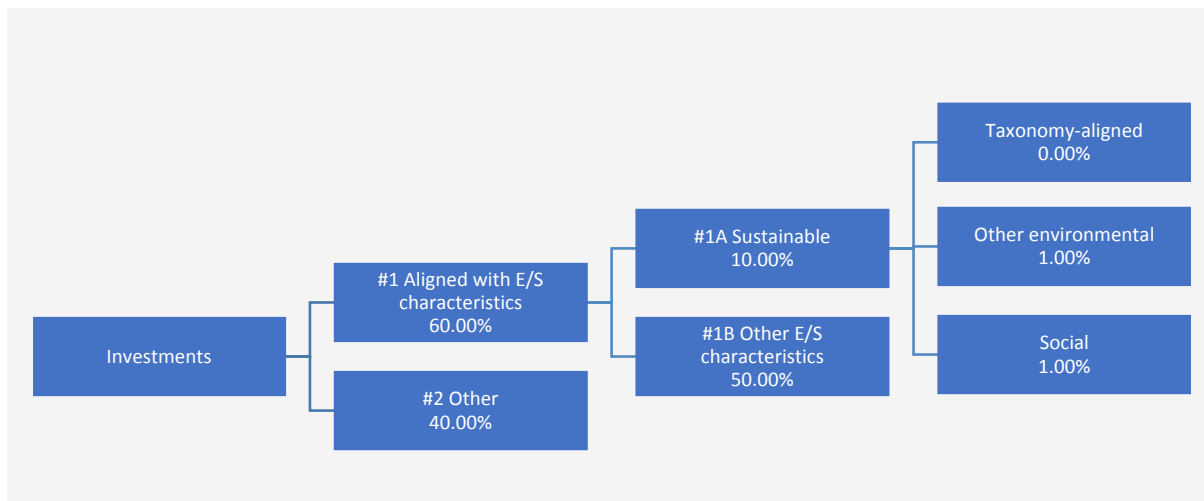 Investments
#1 Aligned with E/S
characteristics
60.00%
#2 Other
40.00%
#1A Sustainable
10.00%
#1B Other E/S
characteristics
50.00%
Taxonomy-aligned
0.00%
Other environmental
1.00%
Social
1.00%